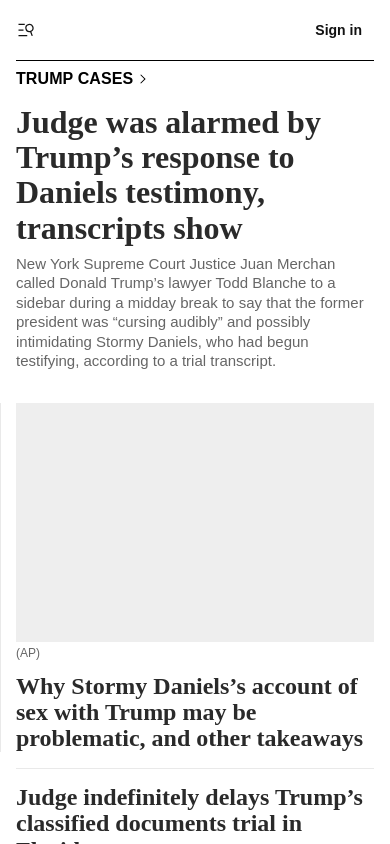 Sign in
TRUMP CASES
Judge was alarmed by
Trump’s response to
Daniels testimony,
transcripts show
New York Supreme Court Justice Juan Merchan
called Donald Trump’s lawyer Todd Blanche to a
sidebar during a midday break to say that the former
president was “cursing audibly” and possibly
intimidating Stormy Daniels, who had begun
testifying, according to a trial transcript.
(AP)
Why Stormy Daniels’s account of
sex with Trump may be
problematic, and other takeaways
Judge indefinitely delays Trump’s
classified documents trial in